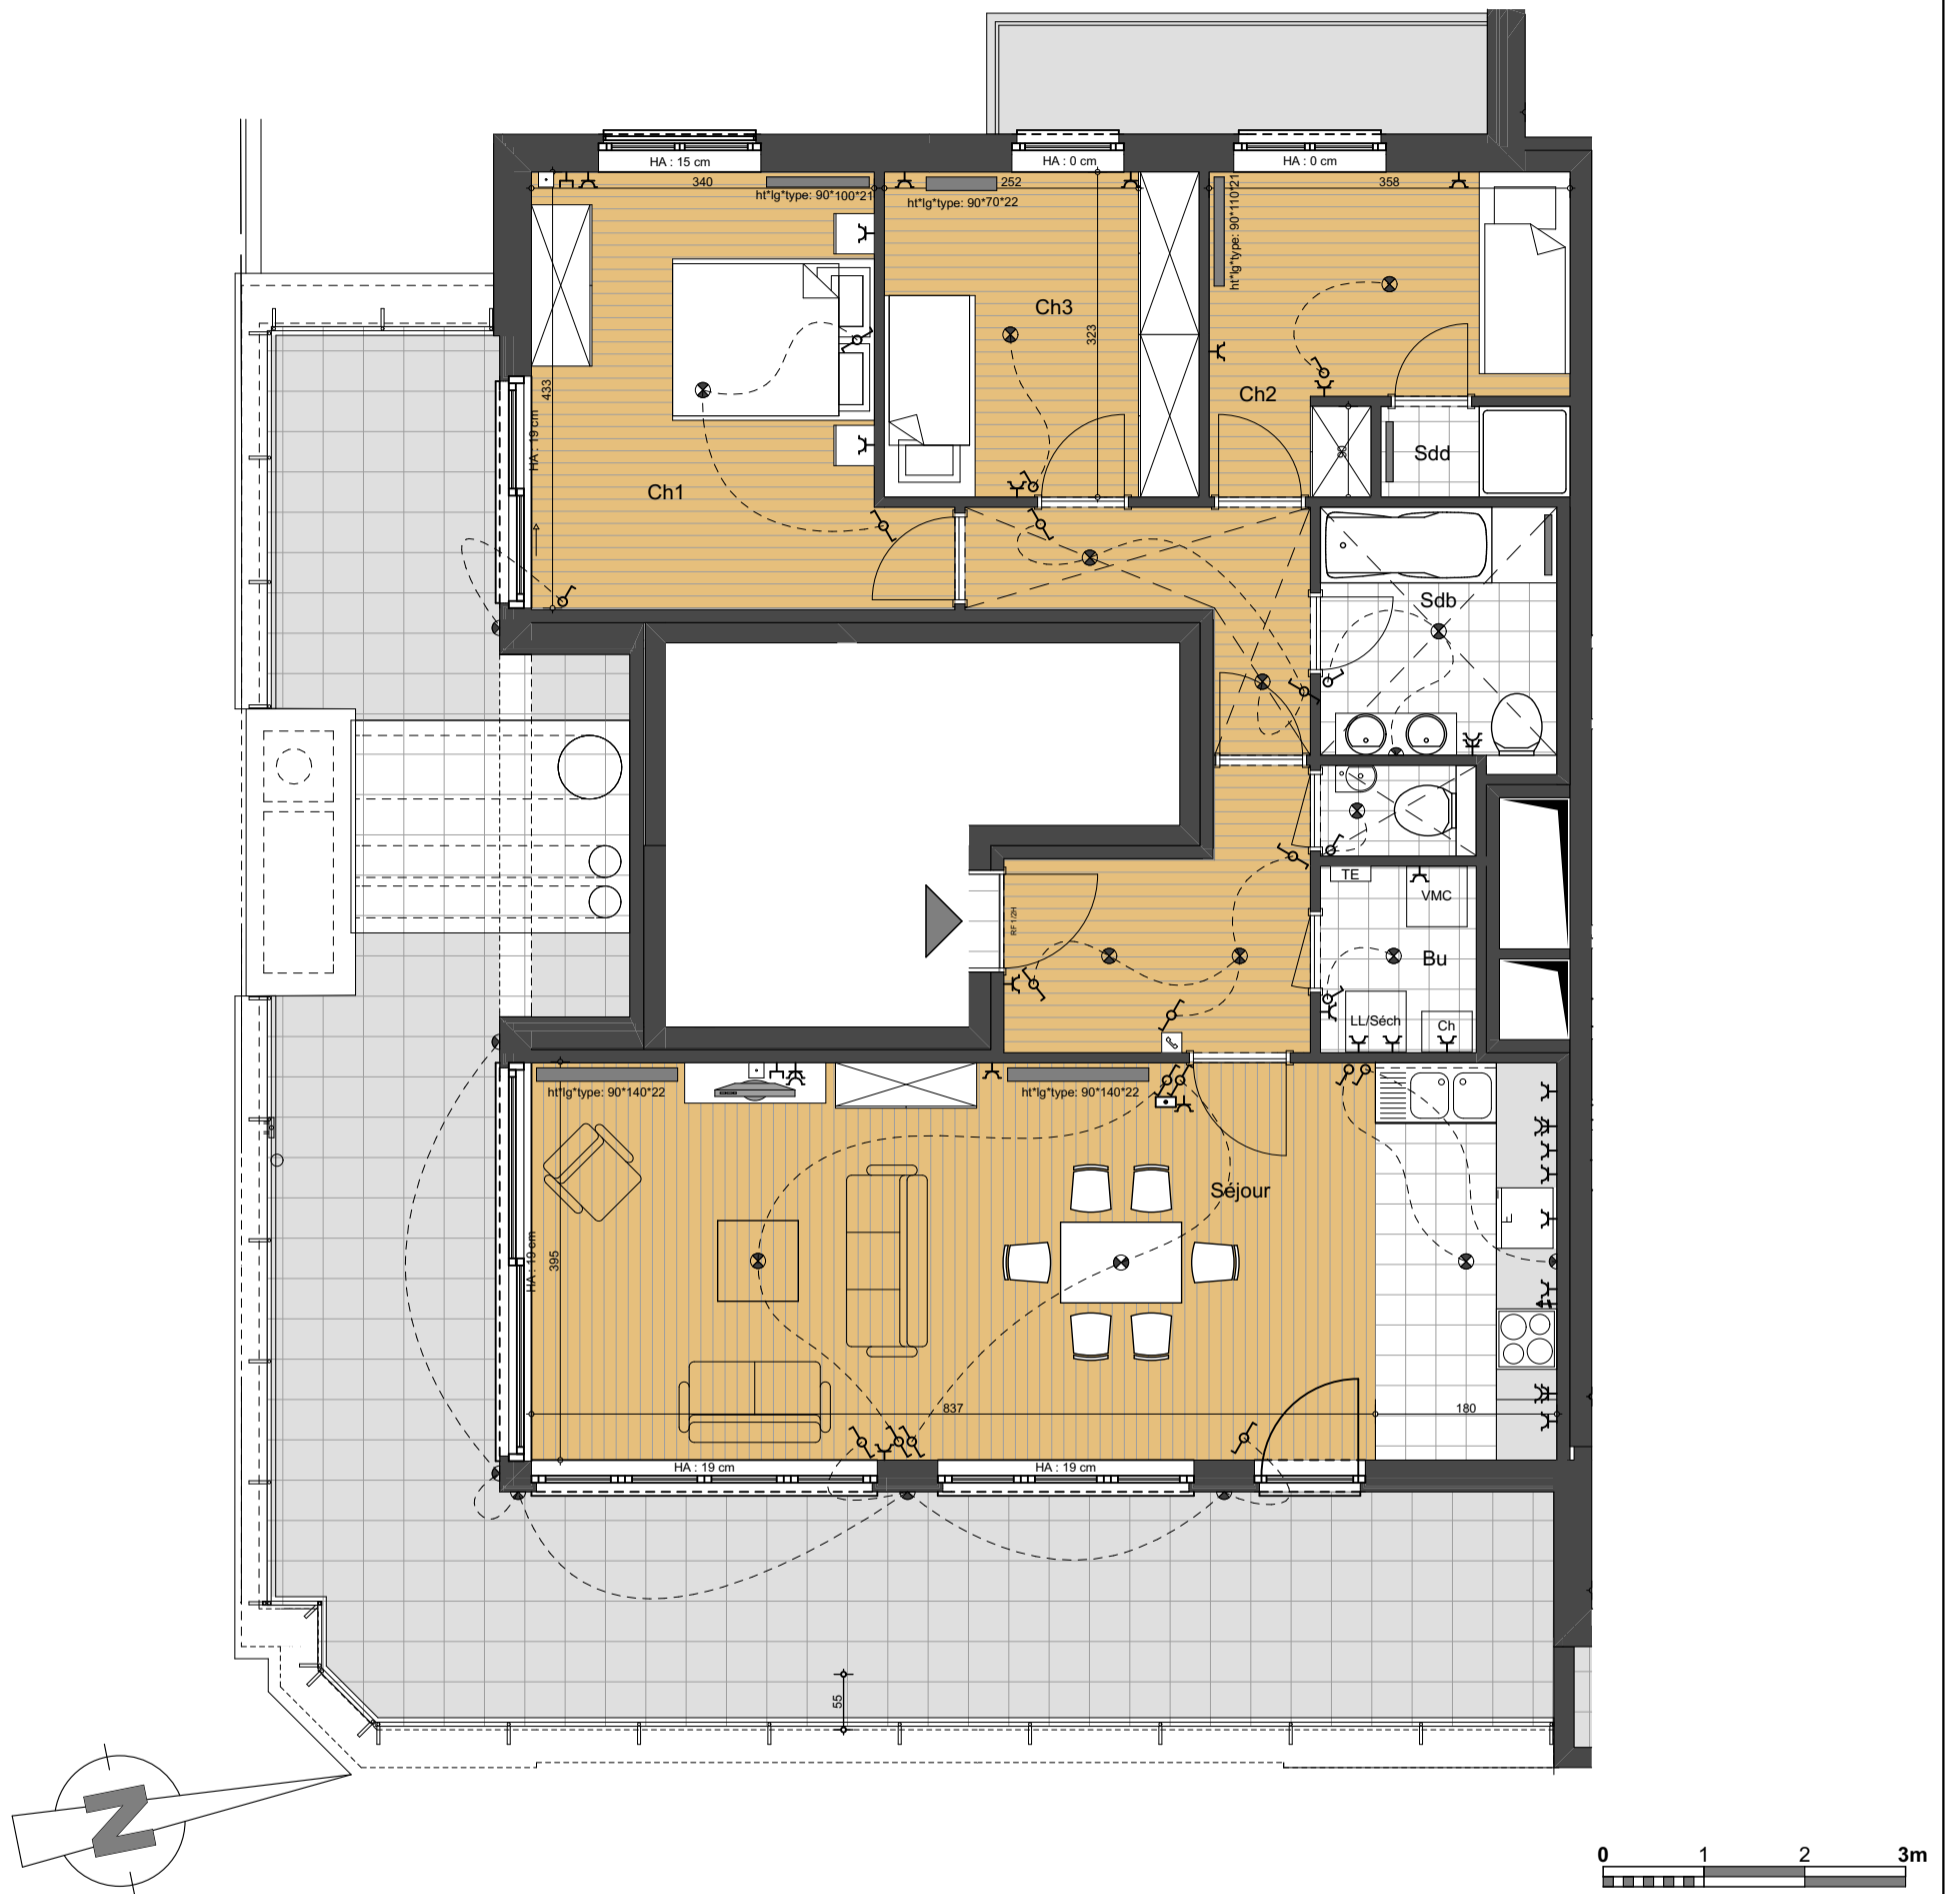 HA : 15 cm
HA : 0 cm
HA : 0 cm
340
252
358
ht*lg*type: 90*100*21
ht*lg*type: 90*70*22
ht*lg*type: 90*110*21
Ch3
323
433
HA : 19 cm
Ch2
90
Sdd
Ch1
Sdb
TE
VMC
RF 1/2H
Bu
LL/Séch
Ch
ht*lg*type: 90*140*22
ht*lg*type: 90*140*22
Séjour
HA : 19 cm
395
837
180
HA : 19 cm
HA : 19 cm
55
N
0 1 2 3m